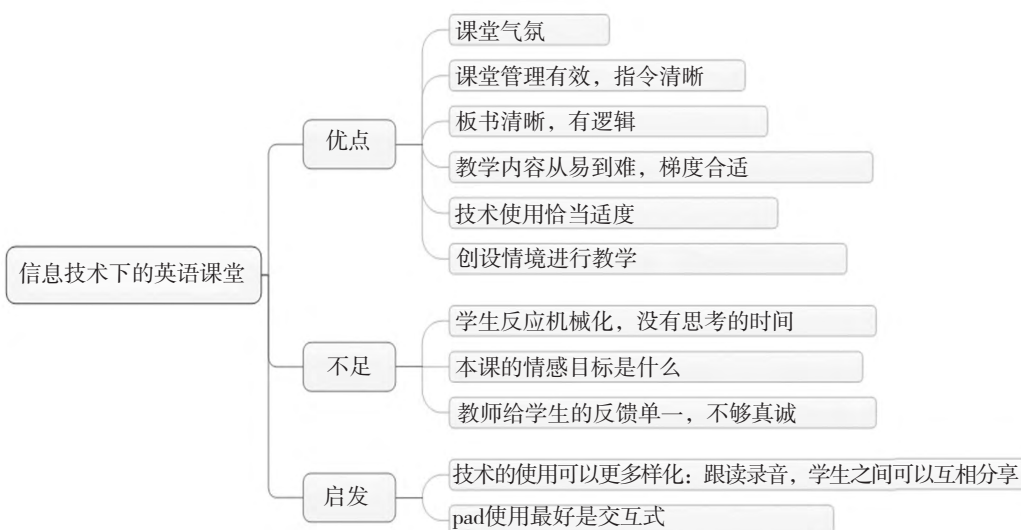 信息技术下的英语课堂
优点
课堂气氛
课堂管理有效，指令清晰
板书清晰，有逻辑
教学内容从易到难，梯度合适
技术使用恰当适度
创设情境进行教学
不足
学生反应机械化，没有思考的时间
本课的情感目标是什么
教师给学生的反馈单一，不够真诚
启发
技术的使用可以更多样化：跟读录音，学生之间可以互相分享
pad使用最好是交互式